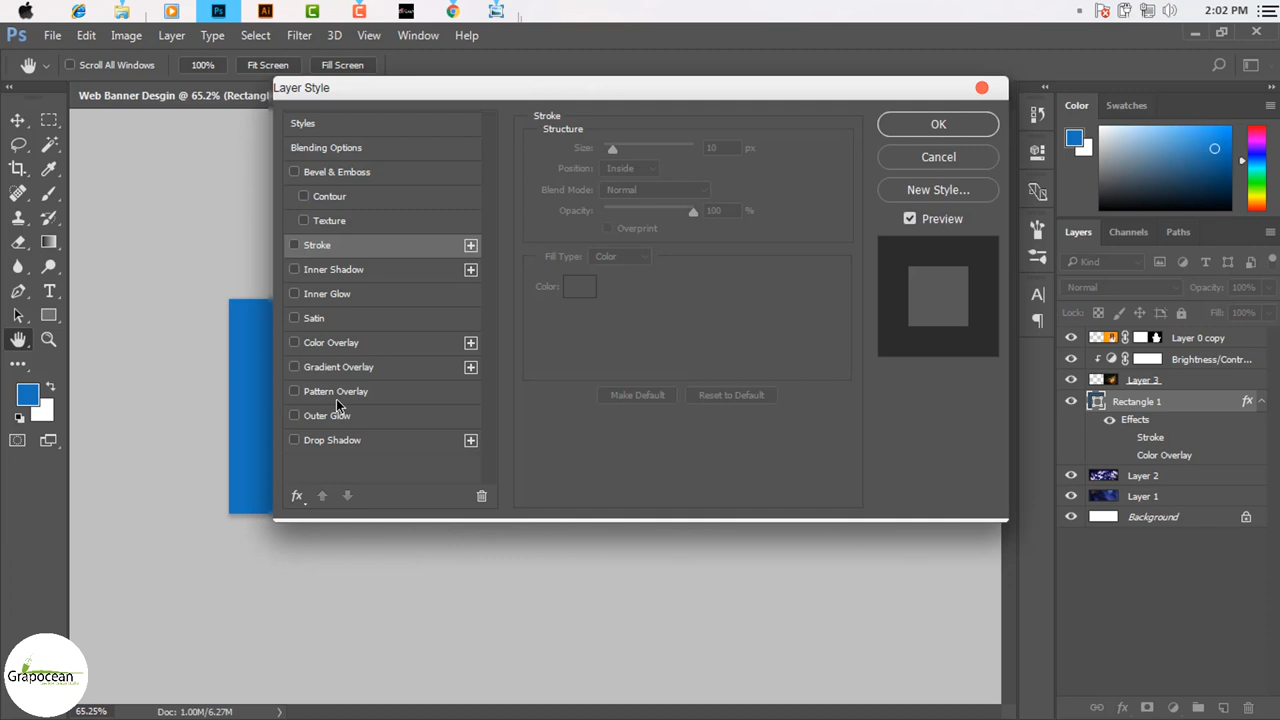 2:02 PM
Ps File Edit Image Layer Type Select Filter 3D View Window Help
Scroll All Windows 100% Fit Screen Fill Screen
Web Banner Desgin @ 65.2% (Rectang
Layer Style
Styles
Blending Options
Bevel & Emboss
Contour
Texture
Stroke
Inner Shadow
Inner Glow
Satin
Color Overlay
Gradient Overlay
Pattern Overlay
Outer Glow
Drop Shadow
fx
Stroke
Structure
Size: 10 px
Position: Inside
Blend Mode: Normal
Opacity: 100 %
Overprint
Fill Type: Color
Color:
Make Default Reset to Default
OK
Cancel
New Style...
Preview
Color Swatches
Layers Channels Paths
Kind
Normal Opacity: 100%
Lock: Fill: 100%
Layer 0 copy
Brightness/Contr...
Layer 3
Rectangle 1 fx
Effects
Stroke
Color Overlay
Layer 2
Layer 1
Background
fx
Grapocean
65.25% Doc: 1.00M/6.27M